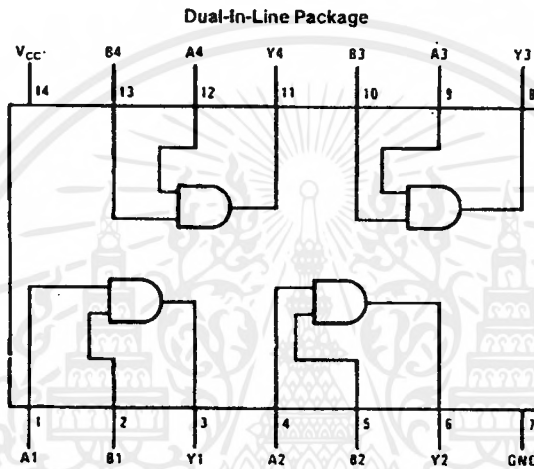 Dual-In-Line Package
VCC B4 A4 Y4 B3 A3 Y3
14 13 12 11 10 9 8
1 2 3 4 5 6 7
A1 B1 Y1 A2 B2 Y2 GND